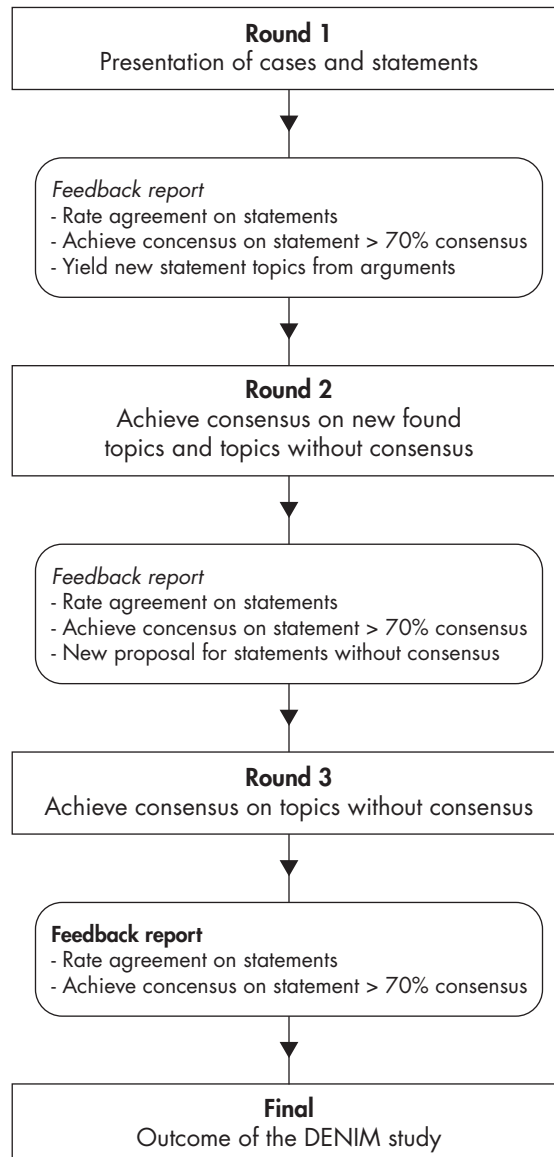 Round 1
Presentation of cases and statements
Feedback report
- Rate agreement on statements
- Achieve concensus on statement > 70% consensus
- Yield new statement topics from arguments
Round 2
Achieve consensus on new found
topics and topics without consensus
Feedback report
- Rate agreement on statements
- Achieve concensus on statement > 70% consensus
- New proposal for statements without consensus
Round 3
Achieve consensus on topics without consensus
Feedback report
- Rate agreement on statements
- Achieve concensus on statement > 70% consensus
Final
Outcome of the DENIM study